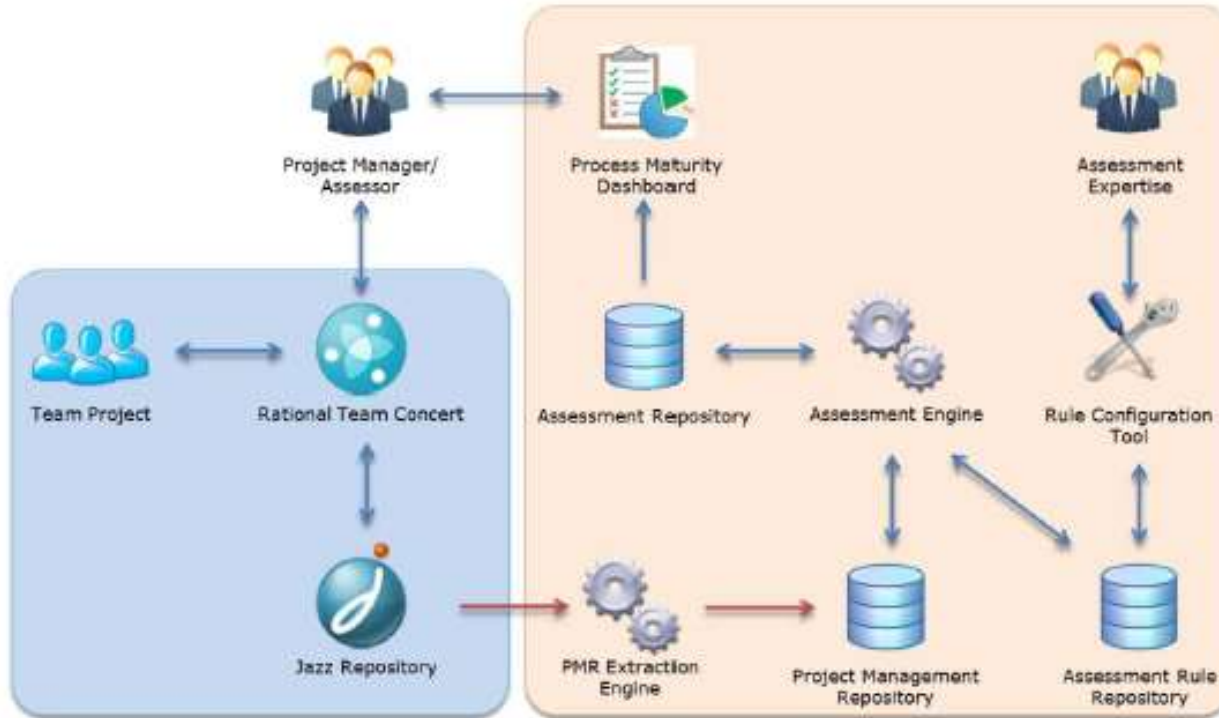 Project Manager/
Assessor
Process Maturity
Dashboard
Assessment
Expertise
Team Project
Rational Team Concert
Assessment Repository
Assessment Engine
Rule Configuration
Tool
Jazz Repository
PMR Extraction
Engine
Project Management
Repository
Assessment Rule
Repository